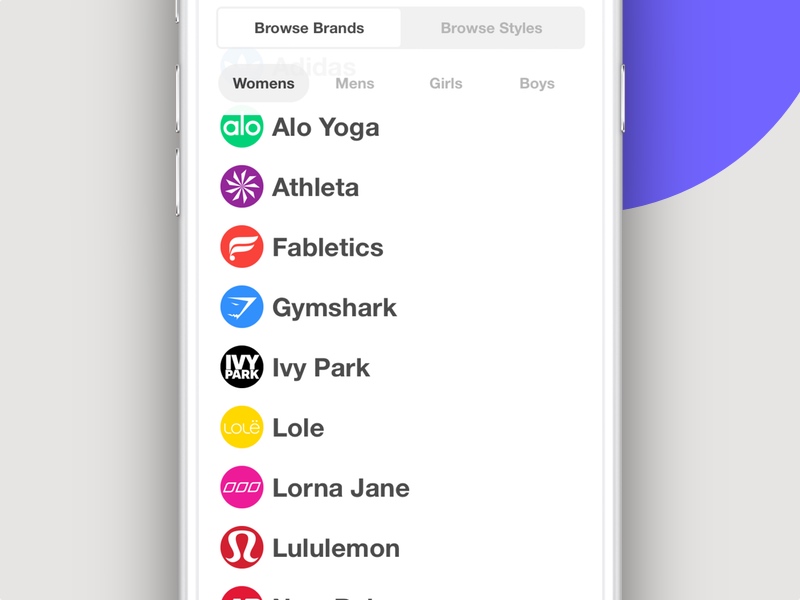 Browse Brands Browse Styles
Adidas
Womens Mens Girls Boys
alo Alo Yoga
Athleta
Fabletics
Gymshark
IVY
PARK
Ivy Park
lolë Lole
Lorna Jane
Lululemon